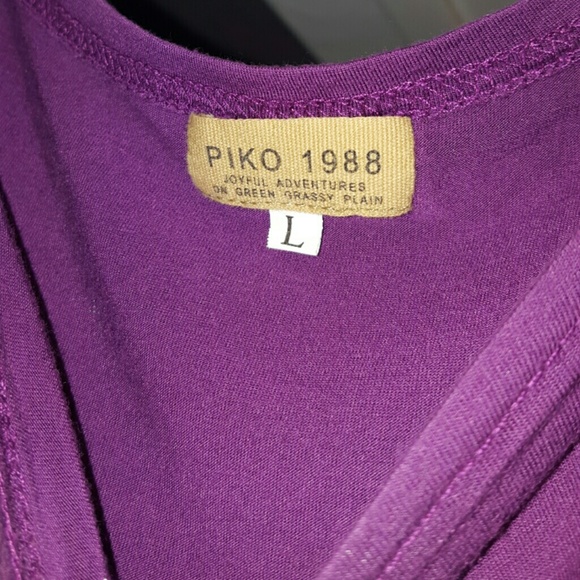 PIKO 1988
JOYFUL ADVENTURES
ON GREEN GRASSY PLAIN
L